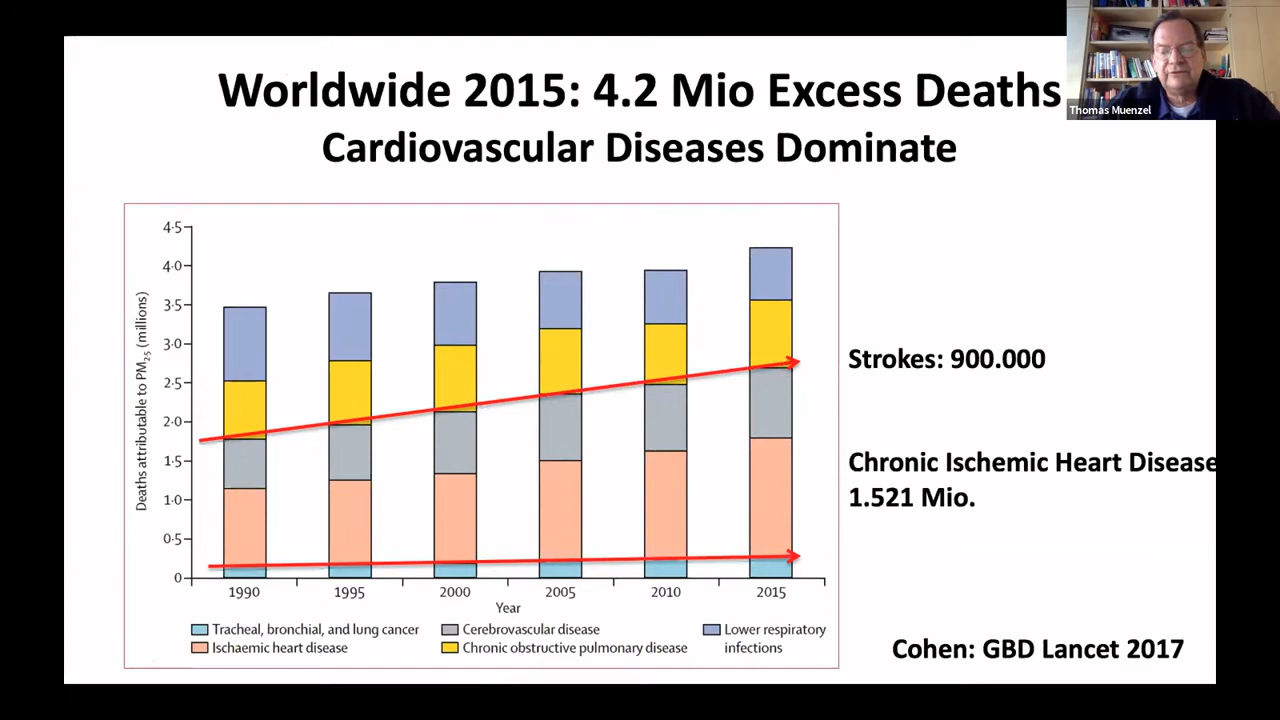 Worldwide 2015: 4.2 Mio Excess Deaths
Cardiovascular Diseases Dominate
Thomas Muenzel
4·5
4·0
3·5
3·0
2·5
2·0
1·5
1·0
0·5
0
Deaths attributable to PM2·5 (millions)
1990 1995 2000 2005 2010 2015
Year
Tracheal, bronchial, and lung cancer
Ischaemic heart disease
Cerebrovascular disease
Chronic obstructive pulmonary disease
Lower respiratory
infections
Strokes: 900.000
Chronic Ischemic Heart Disease
1.521 Mio.
Cohen: GBD Lancet 2017